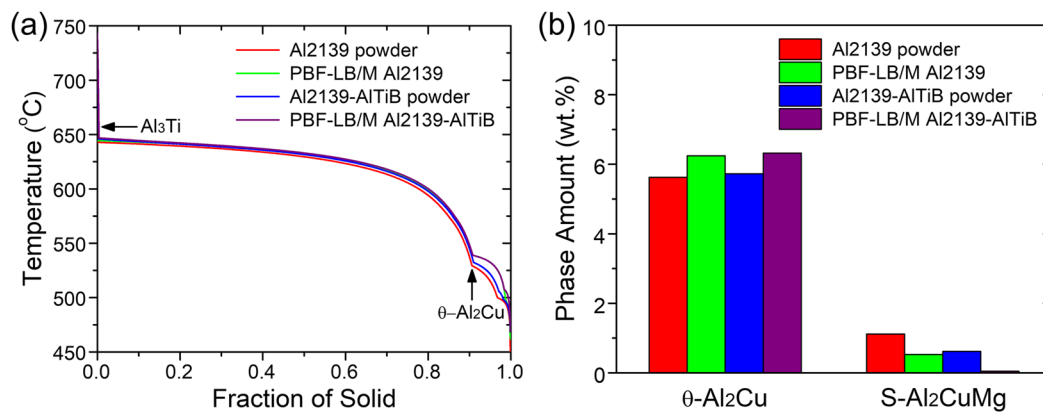 (a)
750
700
650
600
550
500
450
Temperature (°C)
Al2139 powder
PBF-LB/M Al2139
Al2139-AlTiB powder
PBF-LB/M Al2139-AlTiB
Al₃Ti
θ–Al₂Cu
0.0 0.2 0.4 0.6 0.8 1.0
Fraction of Solid
(b)
10
8
6
4
2
0
Phase Amount (wt.%)
Al2139 powder
PBF-LB/M Al2139
Al2139-AlTiB powder
PBF-LB/M Al2139-AlTiB
θ-Al₂Cu S-Al₂CuMg